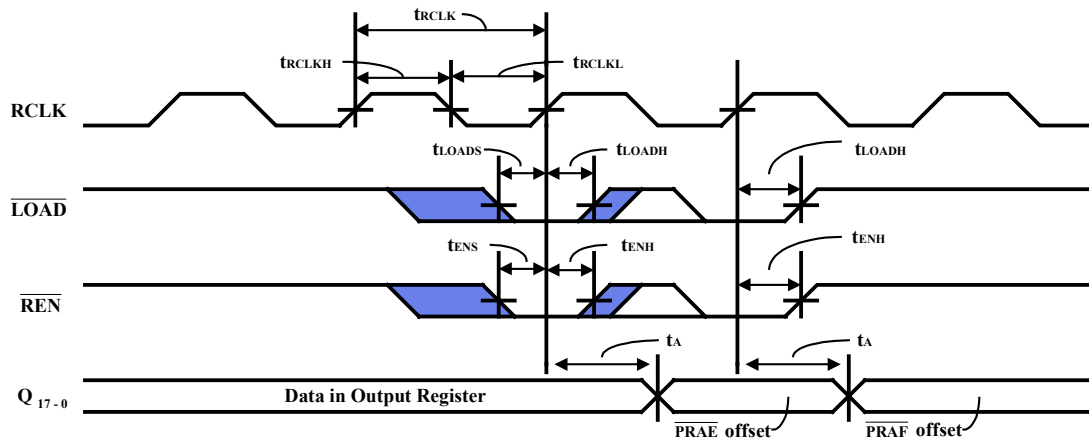 tRCLK
tRCLKH
tRCLKL
RCLK
tLOADS
tLOADH
tLOADH
LOAD
tENS
tENH
tENH
REN
tA
tA
Q 17 - 0
Data in Output Register
PRAE offset
PRAF offset